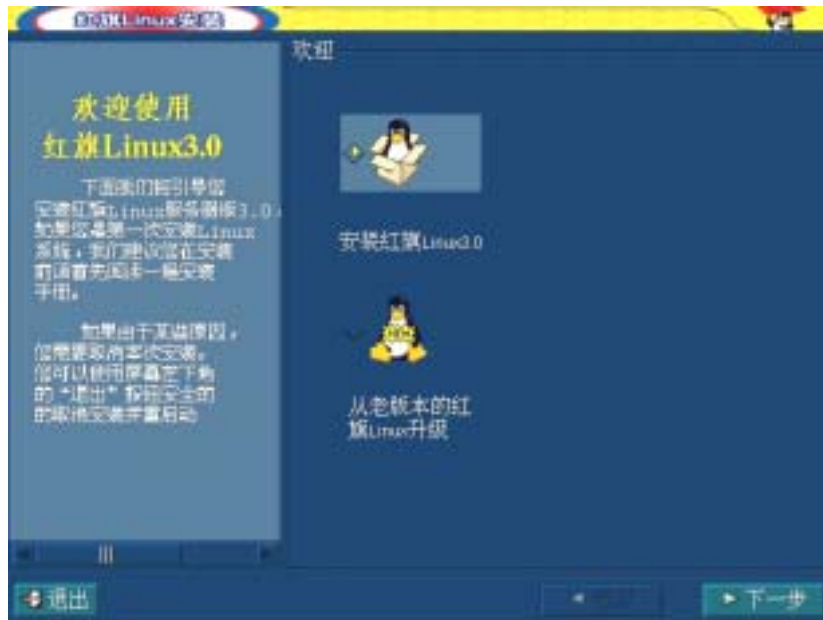 红旗Linux安装
欢迎
欢迎使用
红旗Linux3.0
下面我们将引导您
安装红旗Linux服务器版3.0,
如果您是第一次安装Linux
系统,我们建议您在安装
前请首先阅读一遍安装
手册。
如果由于某些原因,
您需要取消本次安装。
您可以使用屏幕左下角
的“退出”按钮安全的
的取消安装并重启动
安装红旗Linux3.0
从老版本的红
旗Linux升级
退出
下一步